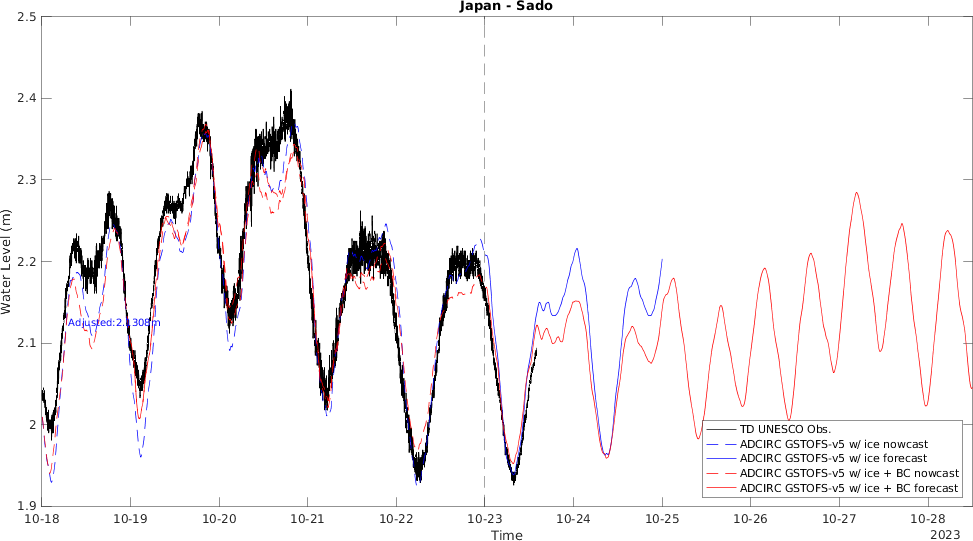 Japan - Sado
2.5
2.4
2.3
2.2
2.1
2
1.9
Water Level (m)
Adjusted:2.1308m
TD UNESCO Obs.
ADCIRC GSTOFS-v5 w/ ice nowcast
ADCIRC GSTOFS-v5 w/ ice forecast
ADCIRC GSTOFS-v5 w/ ice + BC nowcast
ADCIRC GSTOFS-v5 w/ ice + BC forecast
10-18 10-19 10-20 10-21 10-22 10-23 10-24 10-25 10-26 10-27 10-28
2023
Time